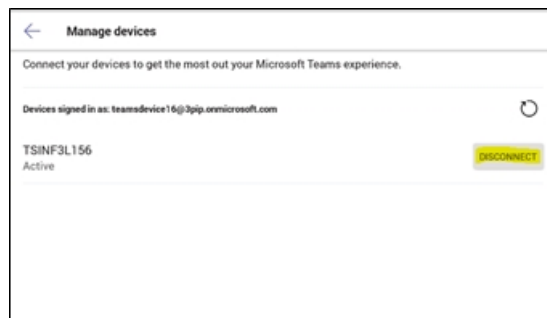 Manage devices
Connect your devices to get the most out your Microsoft Teams experience.
Devices signed in as: teamsdevice16@3pip.onmicrosoft.com
TSINF3L156
DISCONNECT
Active